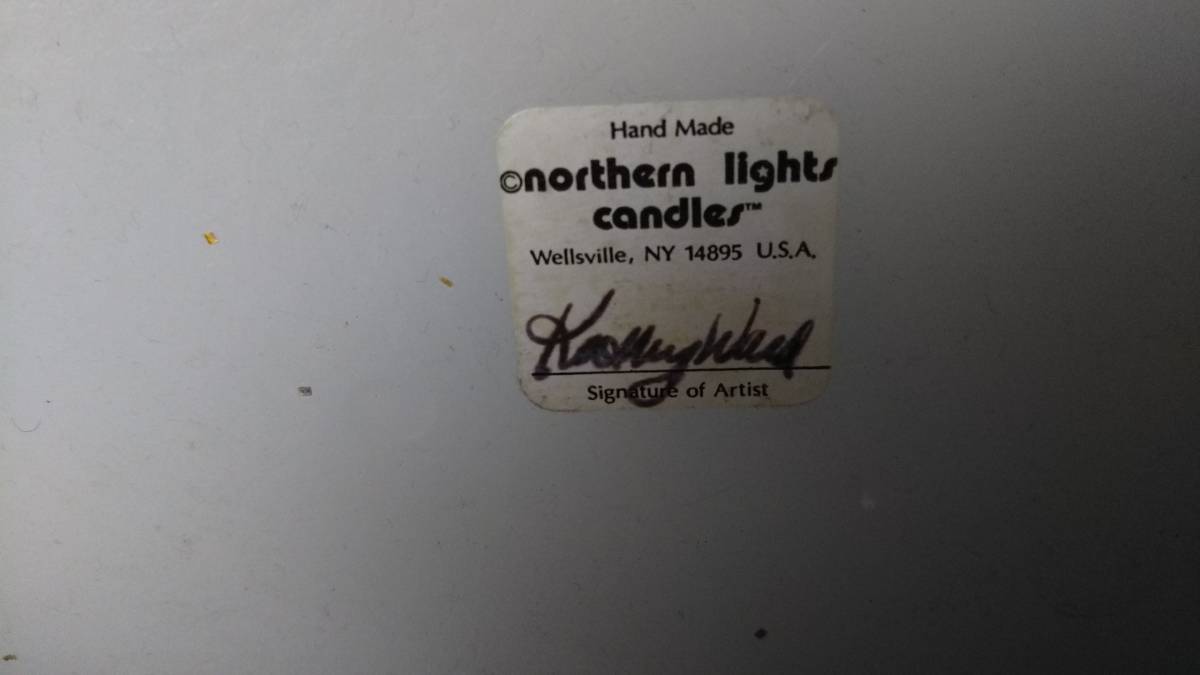 Hand Made
©northern lights
candles™
Wellsville, NY 14895 U.S.A.
Signature of Artist